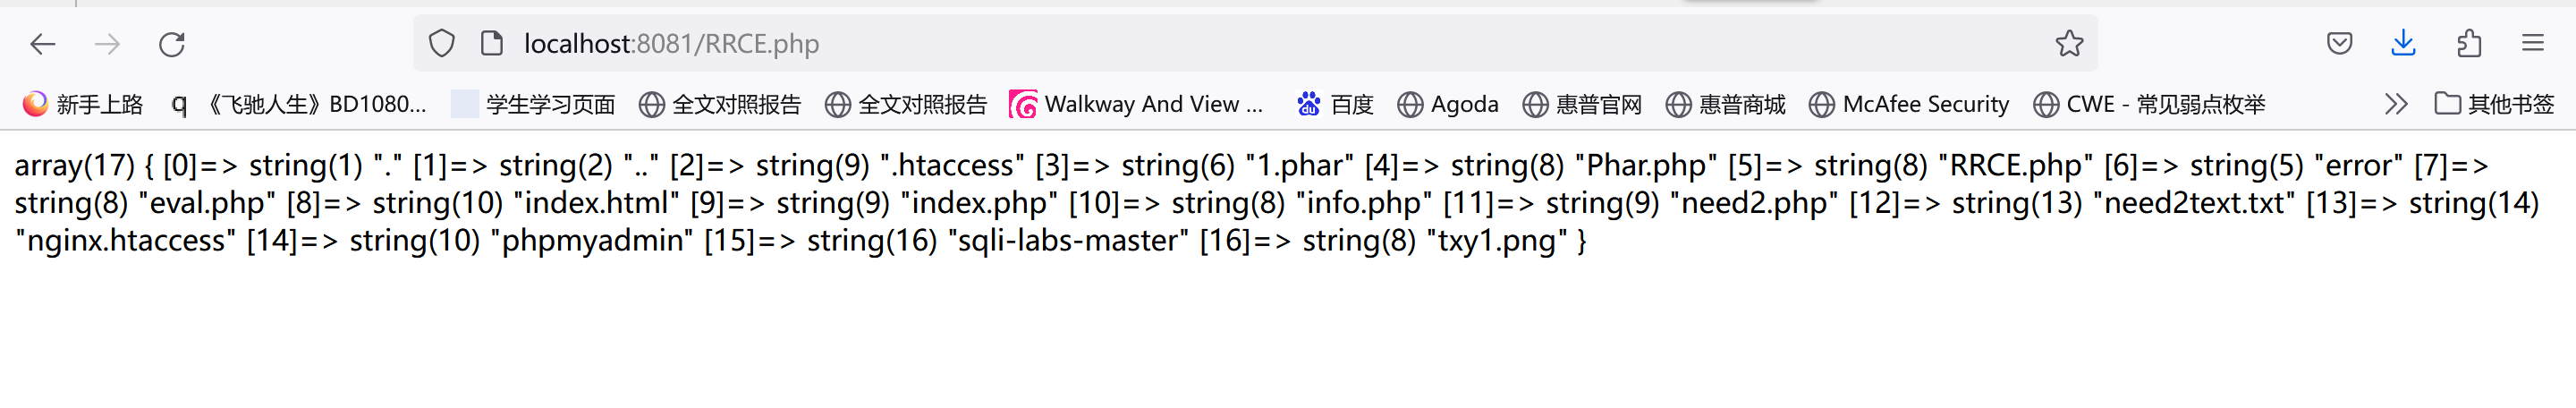 localhost:8081/RRCE.php
新手上路 q 《飞驰人生》BD1080... 学生学习页面 全文对照报告 全文对照报告 Walkway And View ... du 百度 Agoda 惠普官网 惠普商城 McAfee Security CWE - 常见弱点枚举 其他书签
array(17) { [0]=> string(1) "." [1]=> string(2) ".." [2]=> string(9) ".htaccess" [3]=> string(6) "1.phar" [4]=> string(8) "Phar.php" [5]=> string(8) "RRCE.php" [6]=> string(5) "error" [7]=>
string(8) "eval.php" [8]=> string(10) "index.html" [9]=> string(9) "index.php" [10]=> string(8) "info.php" [11]=> string(9) "need2.php" [12]=> string(13) "need2text.txt" [13]=> string(14)
"nginx.htaccess" [14]=> string(10) "phpmyadmin" [15]=> string(16) "sqli-labs-master" [16]=> string(8) "txy1.png" }